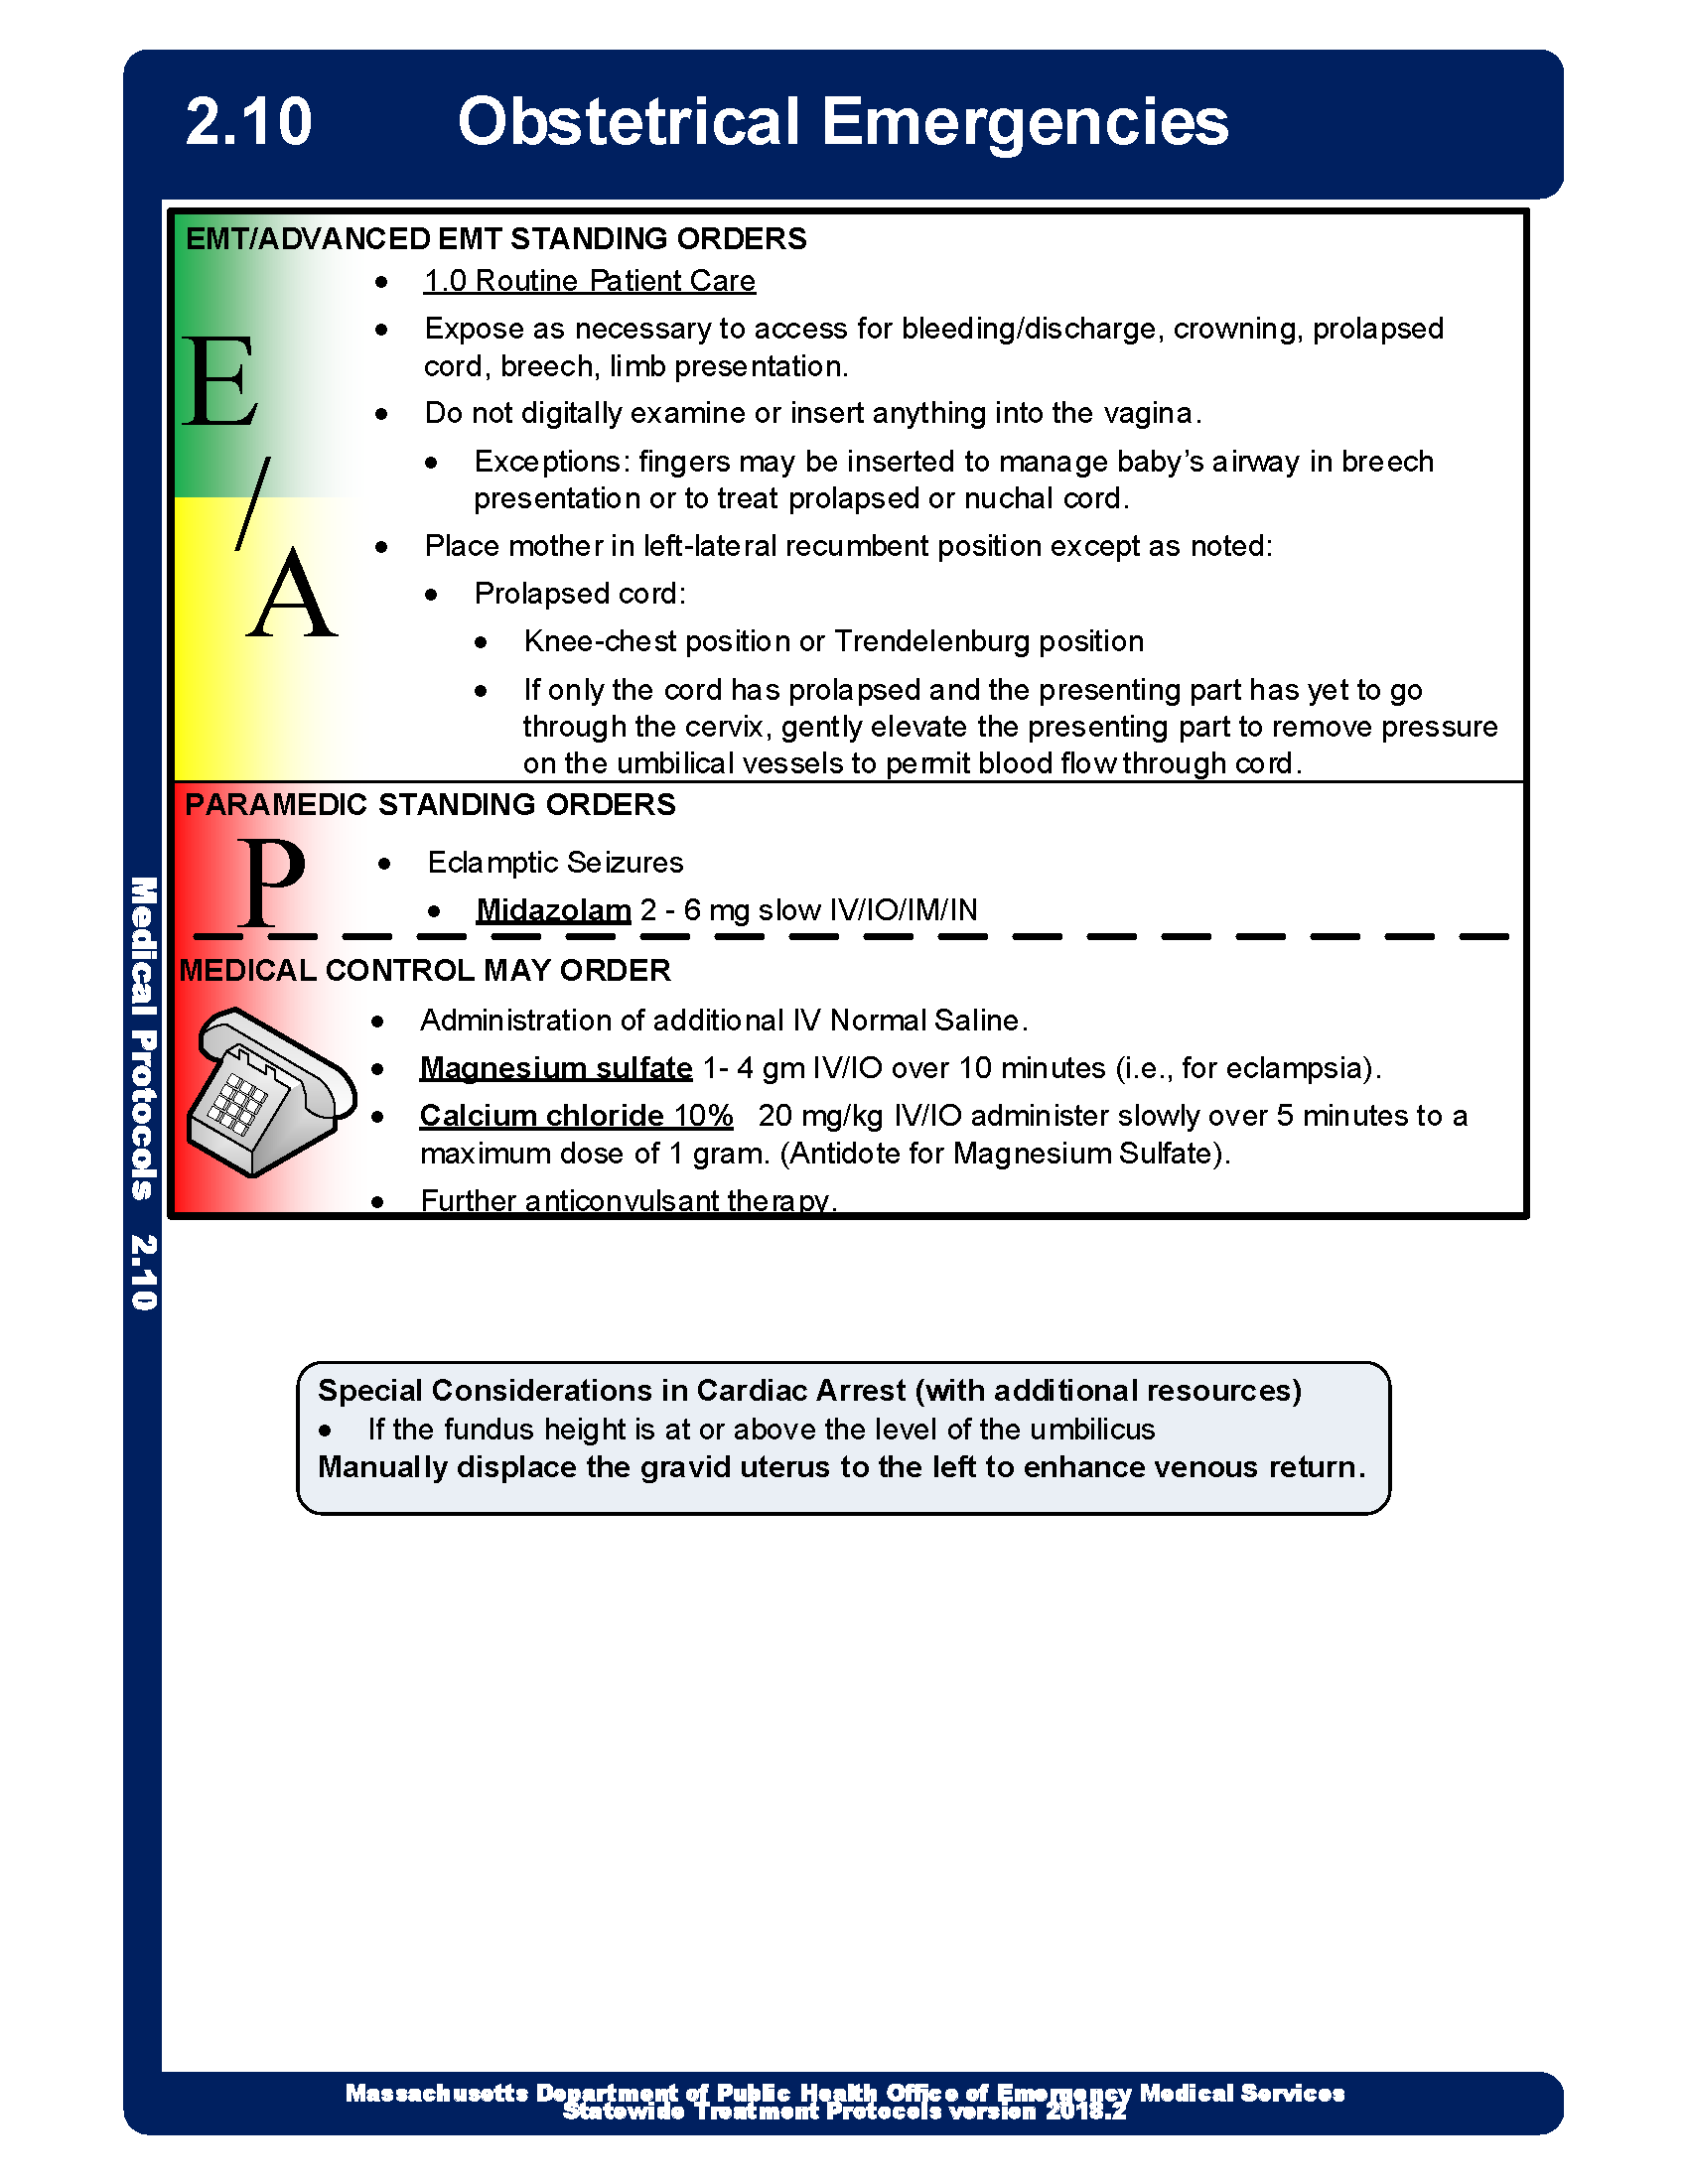 2.10 Obstetrical Emergencies
EMT/ADVANCED EMT STANDING ORDERS
• 1.0 Routine Patient Care
• Expose as necessary to access for bleeding/discharge, crowning, prolapsed
cord, breech, limb presentation.
E
• Do not digitally examine or insert anything into the vagina.
• Exceptions: fingers may be inserted to manage baby's airway in breech
presentation or to treat prolapsed or nuchal cord.
/
• Place mother in left-lateral recumbent position except as noted:
A
• Prolapsed cord:
• Knee-chest position or Trendelenburg position
• If only the cord has prolapsed and the presenting part has yet to go
through the cervix, gently elevate the presenting part to remove pressure
on the umbilical vessels to permit blood flow through cord.
PARAMEDIC STANDING ORDERS
P
• Eclamptic Seizures
• Midazolam 2 - 6 mg slow IV/IO/IM/IN
MEDICAL CONTROL MAY ORDER
• Administration of additional IV Normal Saline.
• Magnesium sulfate 1- 4 gm IV/IO over 10 minutes (i.e., for eclampsia).
• Calcium chloride 10% 20 mg/kg IV/IO administer slowly over 5 minutes to a
maximum dose of 1 gram. (Antidote for Magnesium Sulfate).
• Further anticonvulsant therapy.
Medical Protocols 2.10
Special Considerations in Cardiac Arrest (with additional resources)
• If the fundus height is at or above the level of the umbilicus
Manually displace the gravid uterus to the left to enhance venous return.
Massachusetts Department of Public Health Office of Emergency Medical Services
Statewide Treatment Protocols version 2018.2